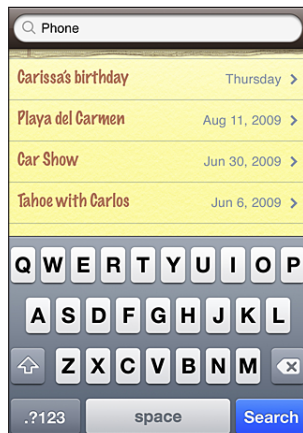 Phone
Carissa's birthday Thursday
Playa del Carmen Aug 11, 2009
Car Show Jun 30, 2009
Tahoe with Carlos Jun 6, 2009
Q W E R T Y U I O P
A S D F G H J K L
Z X C V B N M
.?123 space Search